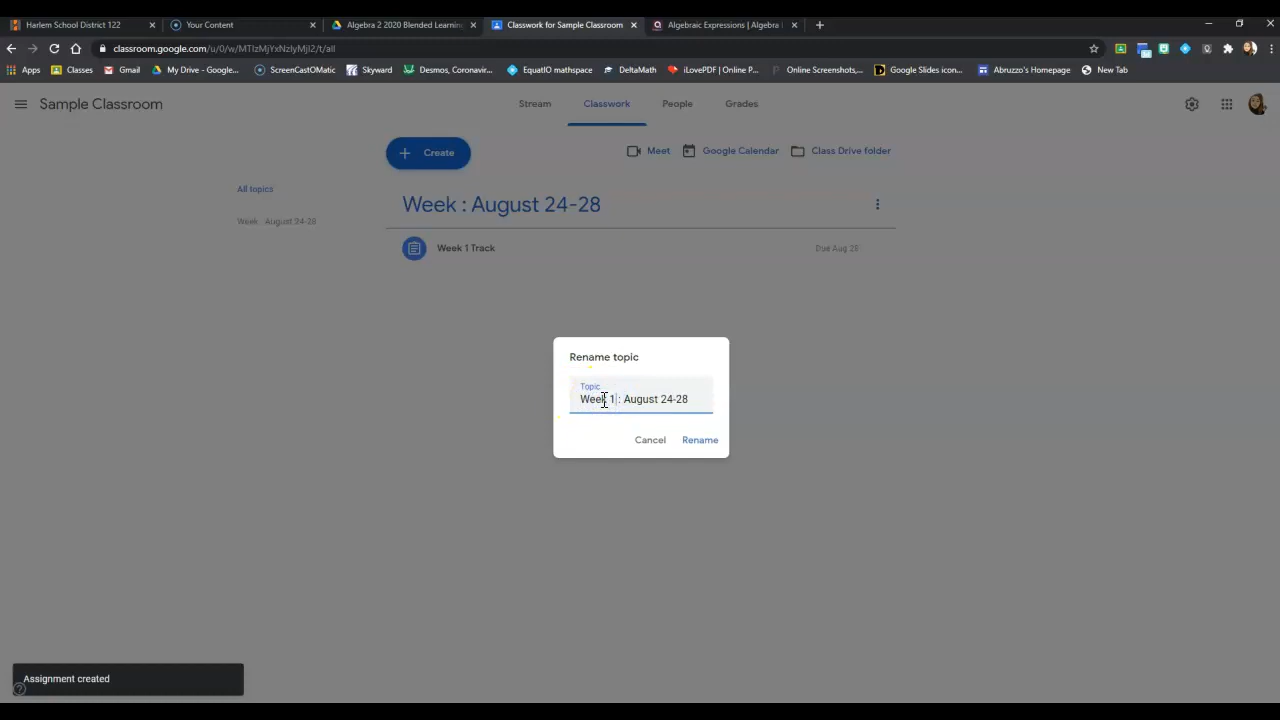 Harlem School District 122
Your Content
Algebra 2 2020 Blended Learning
Classwork for Sample Classroom
Algebraic Expressions | Algebra
classroom.google.com/u/0/w/MTIzMjYxNzIyMjI2/t/all
Apps
Classes
Gmail
My Drive - Google...
ScreenCastOMatic
Skyward
Desmos, Coronavir...
EquatIO mathspace
DeltaMath
iLovePDF | Online P...
Online Screenshots,...
Google Slides icon...
Abruzzo's Homepage
New Tab
Sample Classroom
Stream
Classwork
People
Grades
Create
Meet
Google Calendar
Class Drive folder
All topics
Week : August 24-28
Week : August 24-28
Week 1 Track
Due Aug 29
Rename topic
Topic
Week 1 : August 24-28
Cancel
Rename
Assignment created